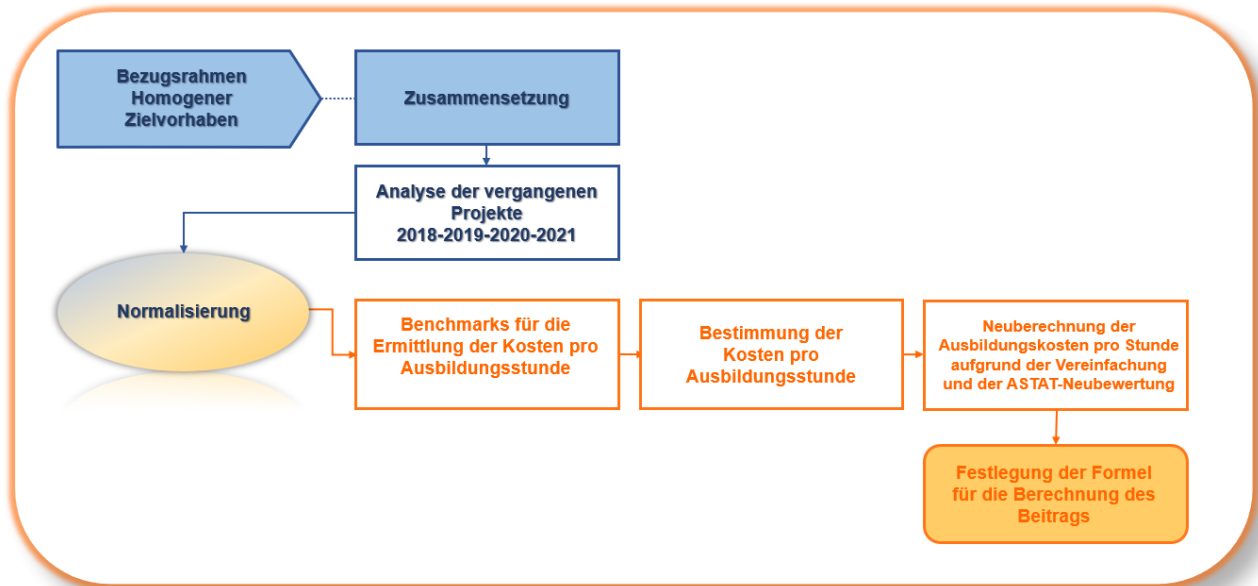 Bezugsrahmen
Homogener
Zielvorhaben
Zusammensetzung
Analyse der vergangenen
Projekte
2018-2019-2020-2021
Normalisierung
Benchmarks für die
Ermittlung der Kosten pro
Ausbildungsstunde
Bestimmung der
Kosten pro
Ausbildungsstunde
Neuberechnung der
Ausbildungskosten pro Stunde
aufgrund der Vereinfachung
und der ASTAT-Neubewertung
Festlegung der Formel
für die Berechnung des
Beitrags